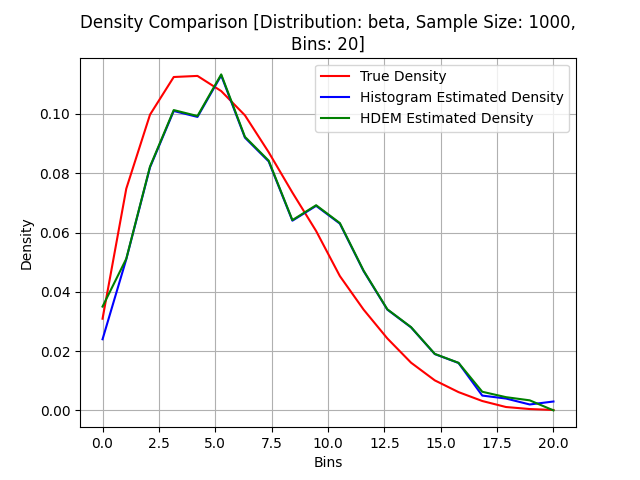 Density Comparison [Distribution: beta, Sample Size: 1000,
Bins: 20]
True Density
Histogram Estimated Density
HDEM Estimated Density
Density
0.10
0.08
0.06
0.04
0.02
0.00
0.0 2.5 5.0 7.5 10.0 12.5 15.0 17.5 20.0
Bins